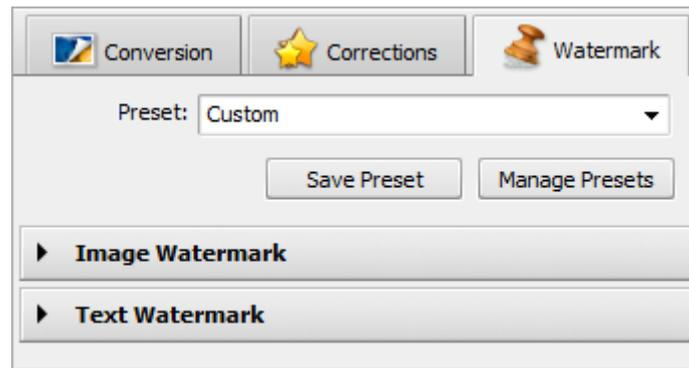 Conversion Corrections Watermark
Preset: Custom
Save Preset Manage Presets
Image Watermark
Text Watermark